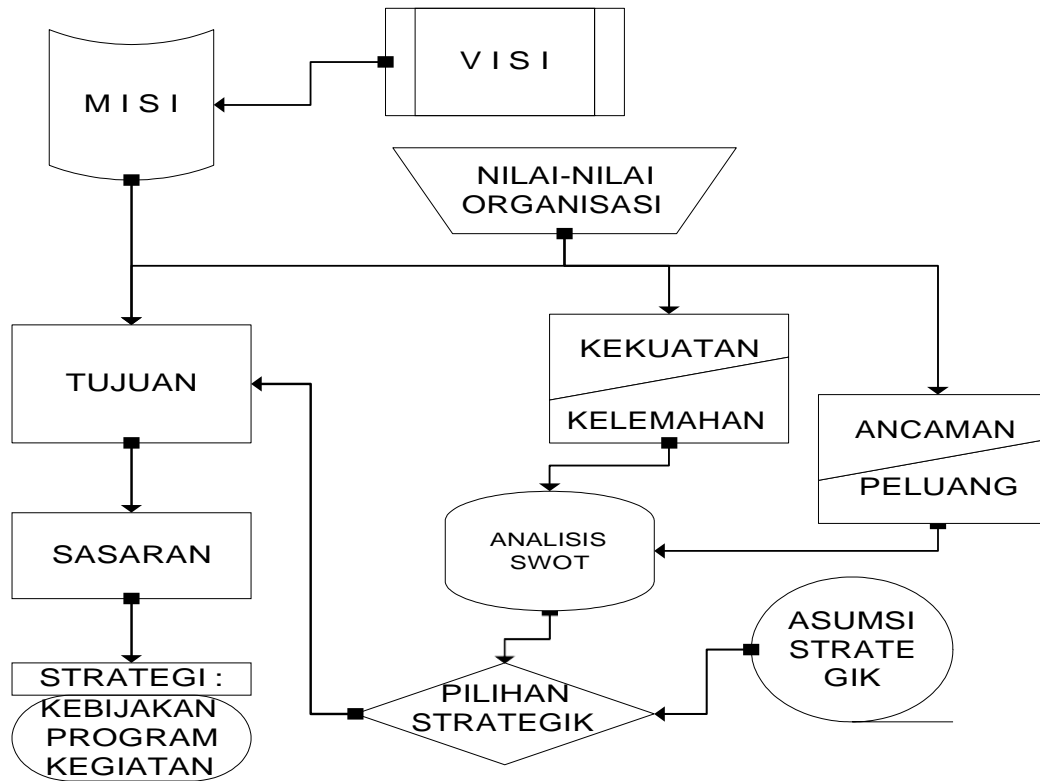 V I S I
M I S I
NILAI-NILAI
ORGANISASI
TUJUAN
KEKUATAN
KELEMAHAN
ANCAMAN
PELUANG
SASARAN
ANALISIS
SWOT
ASUMSI
STRATE
GIK
STRATEGI :
KEBIJAKAN
PROGRAM
KEGIATAN
PILIHAN
STRATEGIK